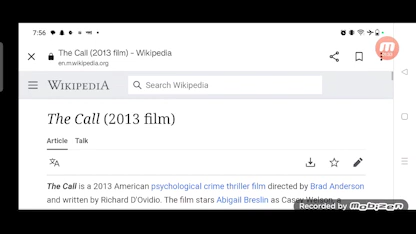 7:56
The Call (2013 film) – Wikipedia
en.m.wikipedia.org
WIKIPEDIA
Search Wikipedia
The Call (2013 film)
Article Talk
The Call is a 2013 American psychological crime thriller film directed by Brad Anderson
and written by Richard D'Ovidio. The film stars Abigail Breslin as Casey Welson, a
Recorded by Mobizen